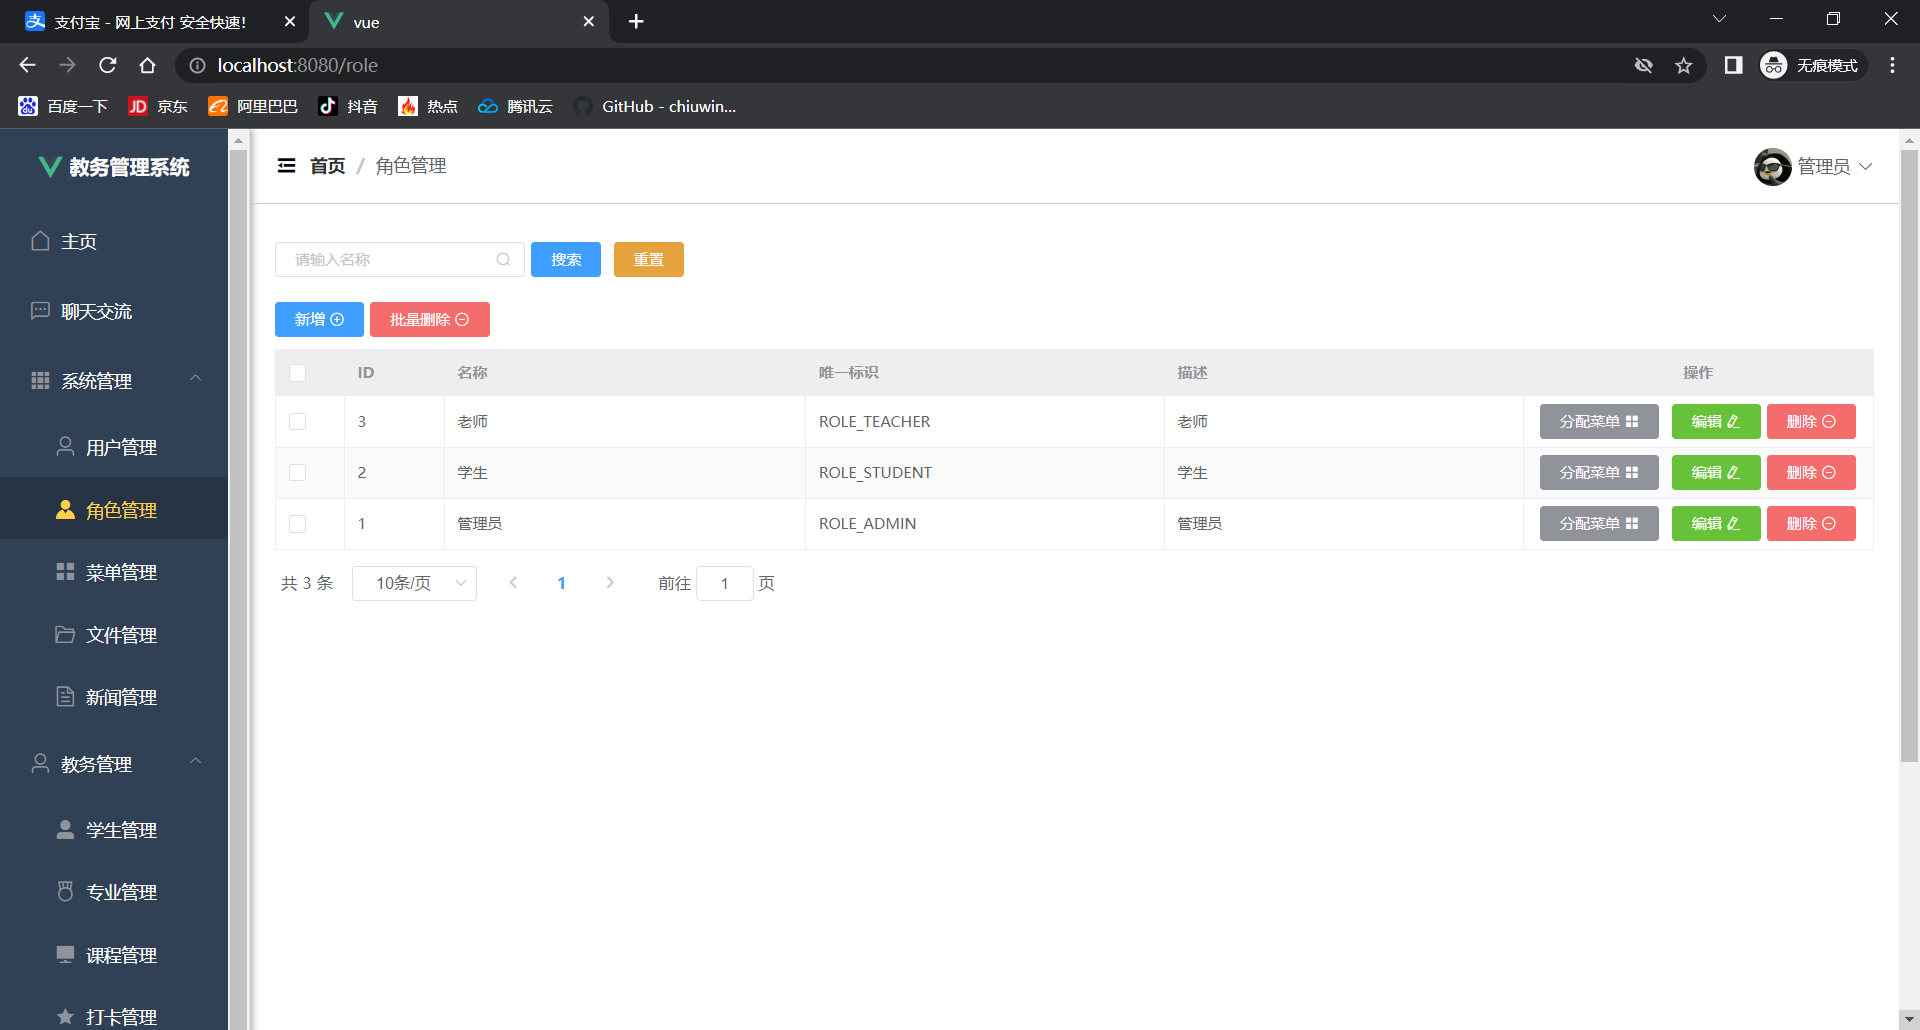 支付宝 - 网上支付 安全快速!
vue
localhost:8080/role
无痕模式
百度一下
京东
阿里巴巴
抖音
热点
腾讯云
GitHub - chiuwin...
教务管理系统
主页
聊天交流
系统管理
用户管理
角色管理
菜单管理
文件管理
新闻管理
教务管理
学生管理
专业管理
课程管理
打卡管理
首页 / 角色管理
管理员
请输入名称 搜索 重置
新增 批量删除
ID 名称 唯一标识 描述 操作
3 老师 ROLE_TEACHER 老师 分配菜单 编辑 删除
2 学生 ROLE_STUDENT 学生 分配菜单 编辑 删除
1 管理员 ROLE_ADMIN 管理员 分配菜单 编辑 删除
共 3 条 10条/页 1 前往 1 页